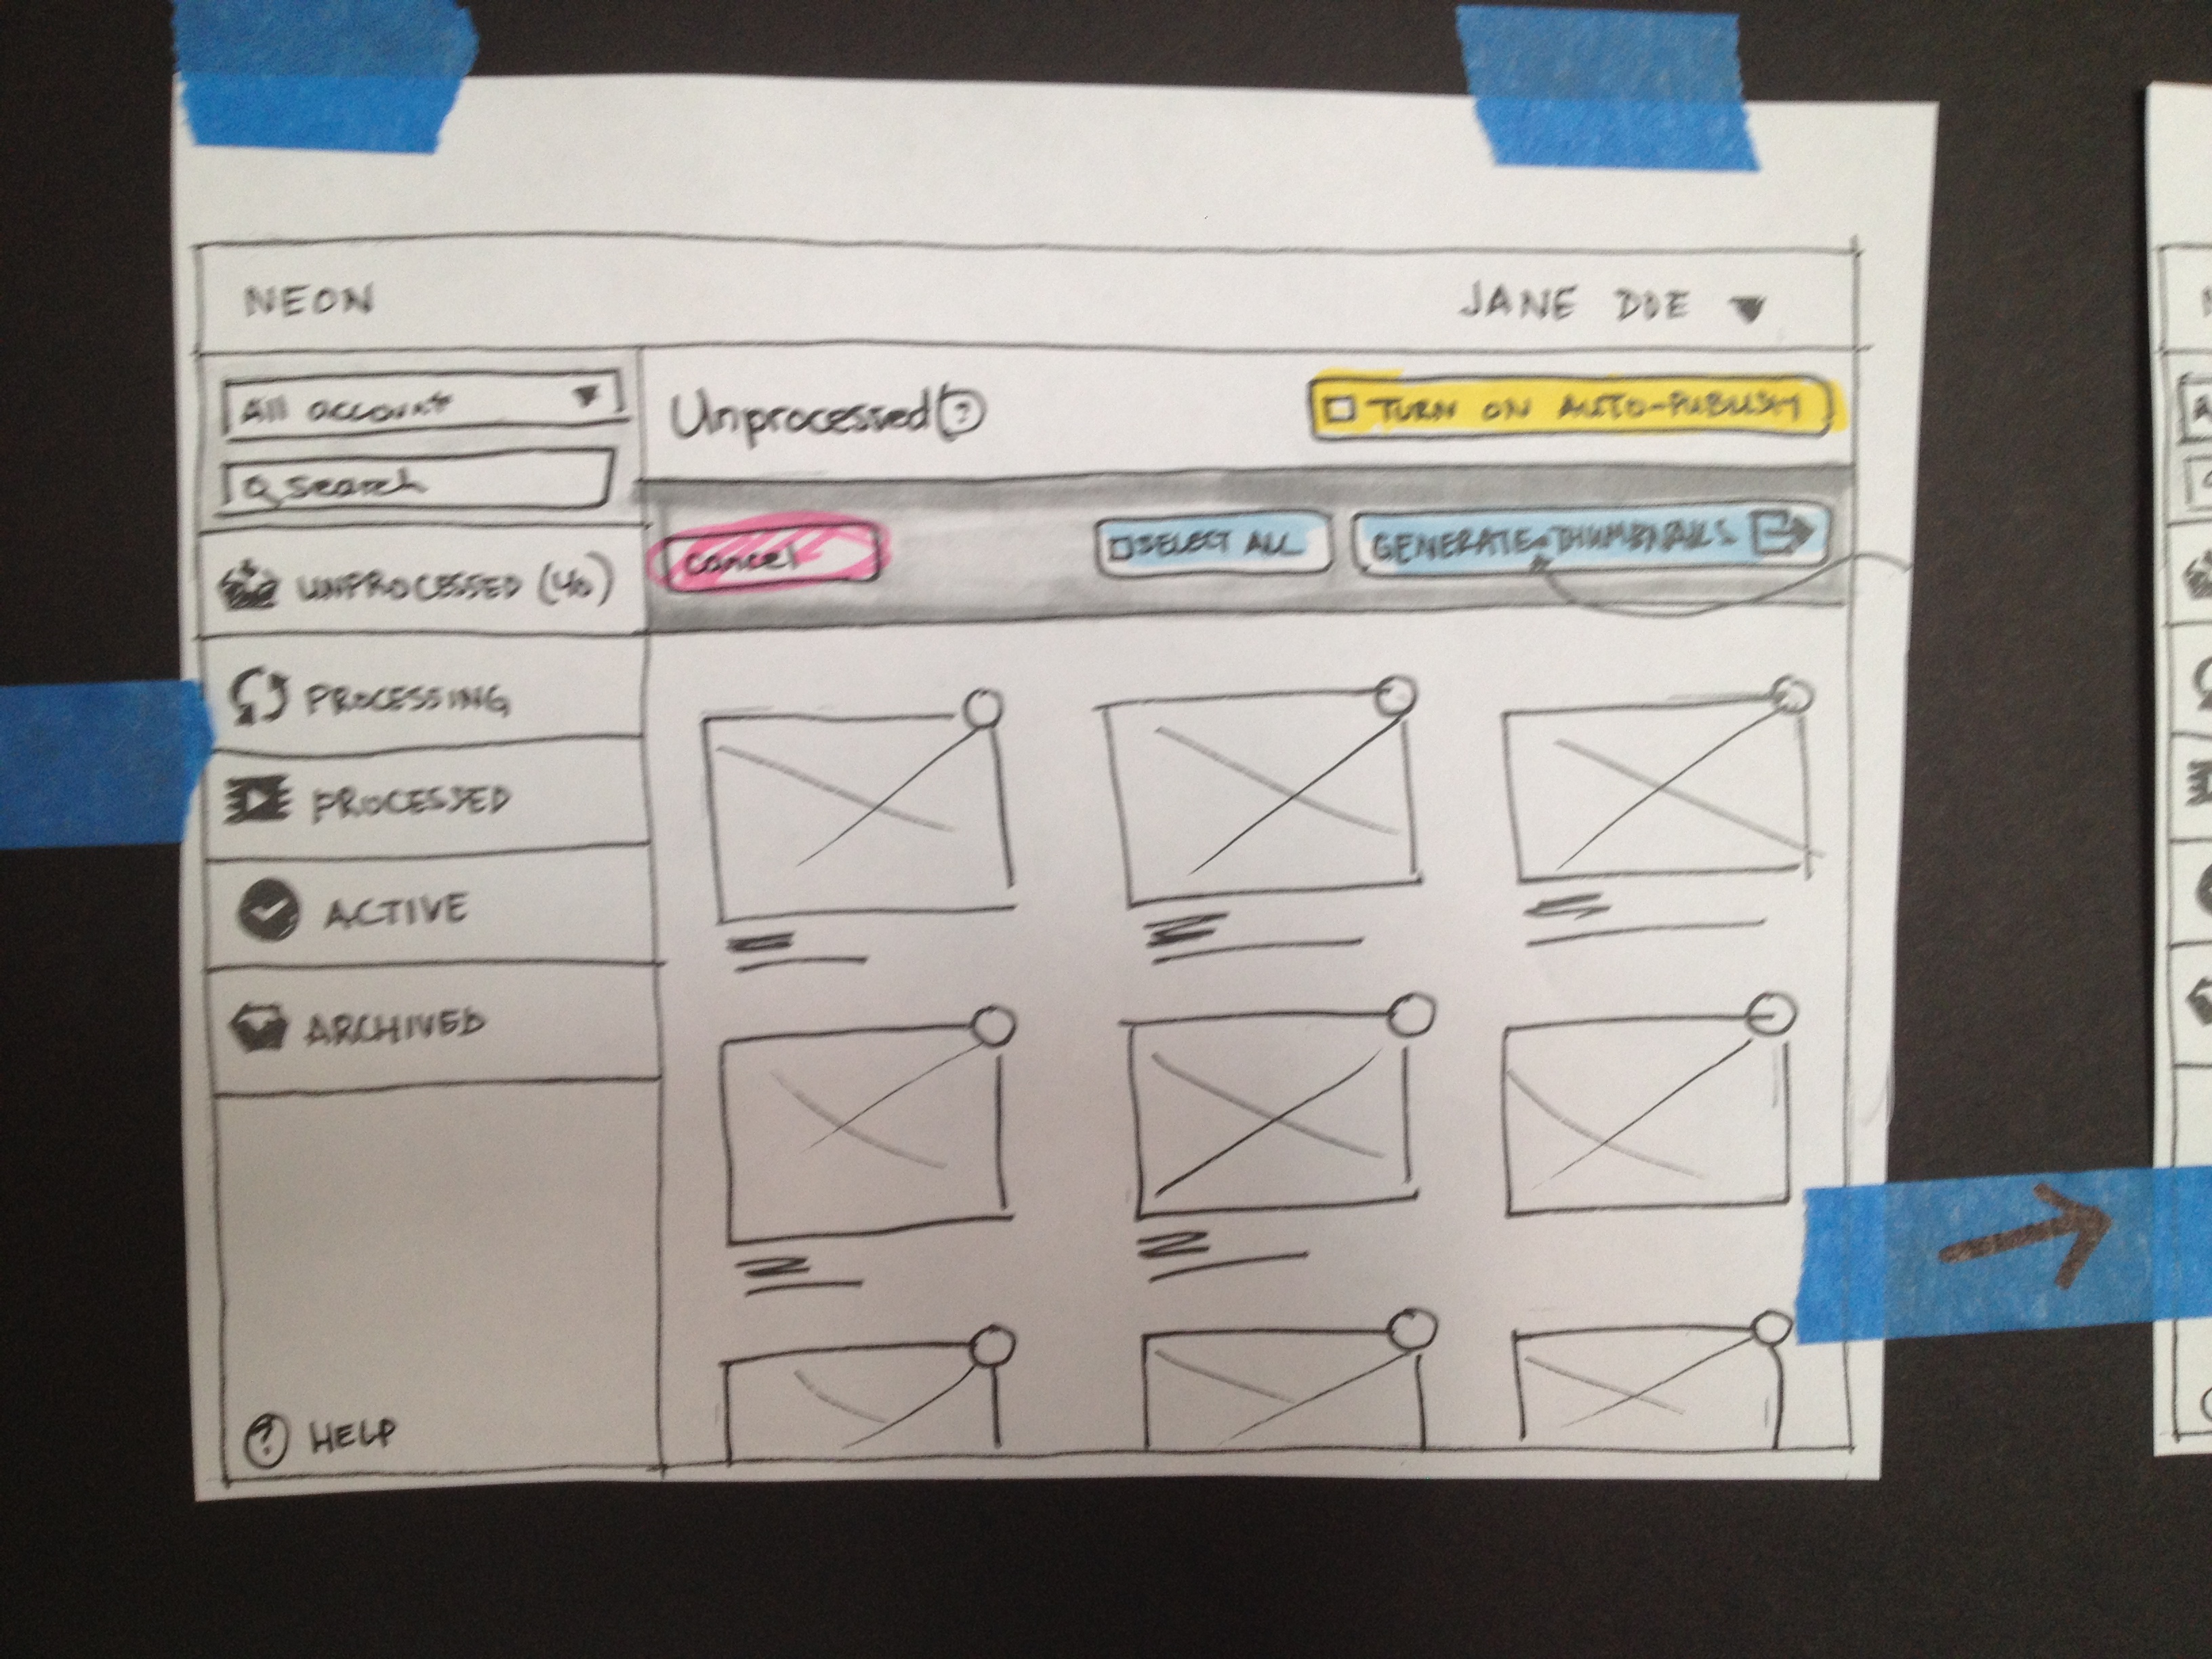 NEON
JANE DOE
All account
search
UNPROCESSED (40)
PROCESSING
PROCESSED
ACTIVE
ARCHIVED
? HELP
Unprocessed ?
TURN ON AUTO-PUBLISH
cancel
SELECT ALL
GENERATE THUMBNAILS